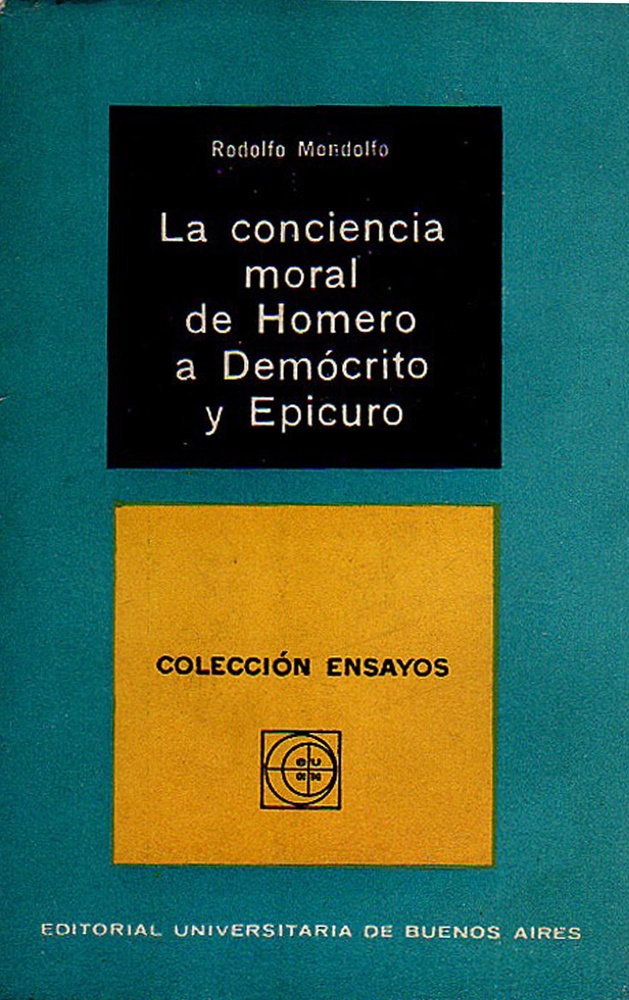 Rodolfo Mondolfo
La conciencia
moral
de Homero
a Demócrito
y Epicuro
COLECCIÓN ENSAYOS
e u
EDITORIAL UNIVERSITARIA DE BUENOS AIRES